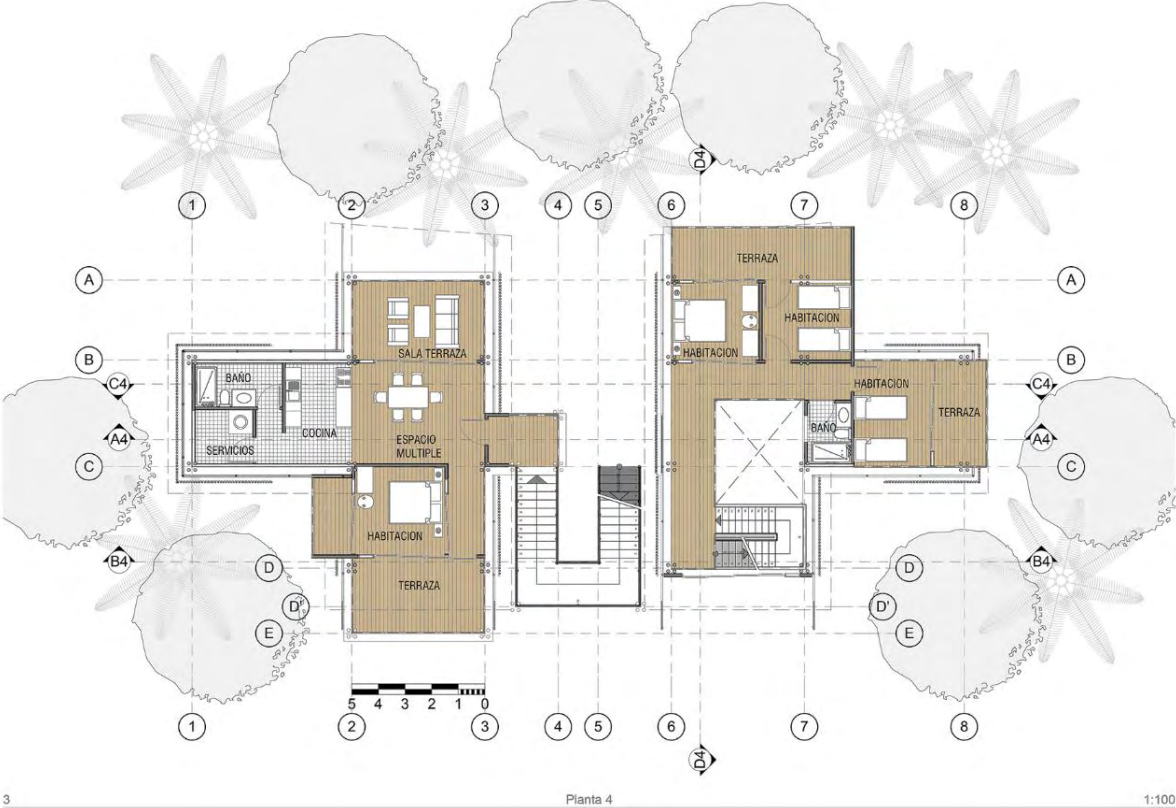 D4
1 2 3 4 5 6 7 8
TERRAZA
A A
HABITACION
SALA TERRAZA HABITACION
B B
BAÑO HABITACION
C4 C4
TERRAZA
BAÑO
COCINA
A4 ESPACIO A4
SERVICIOS MULTIPLE
C C
HABITACION
B4 B4
D D
TERRAZA
D' D'
E E
5 4 3 2 1 0
1 2 3 4 5 6 7 8
D4
3 Planta 4 1:100